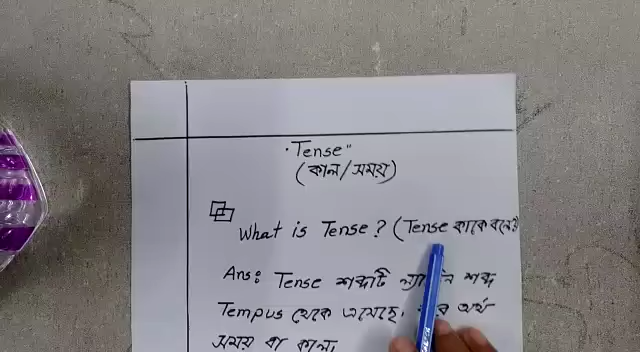 "Tense"
(কাল/সময়)
What is Tense? (Tense কাকে বলে?)
Ans: Tense শব্দটি ল্যাটিন শব্দ
Tempus থেকে এসেছে। অর্থ
সময় বা কাল।